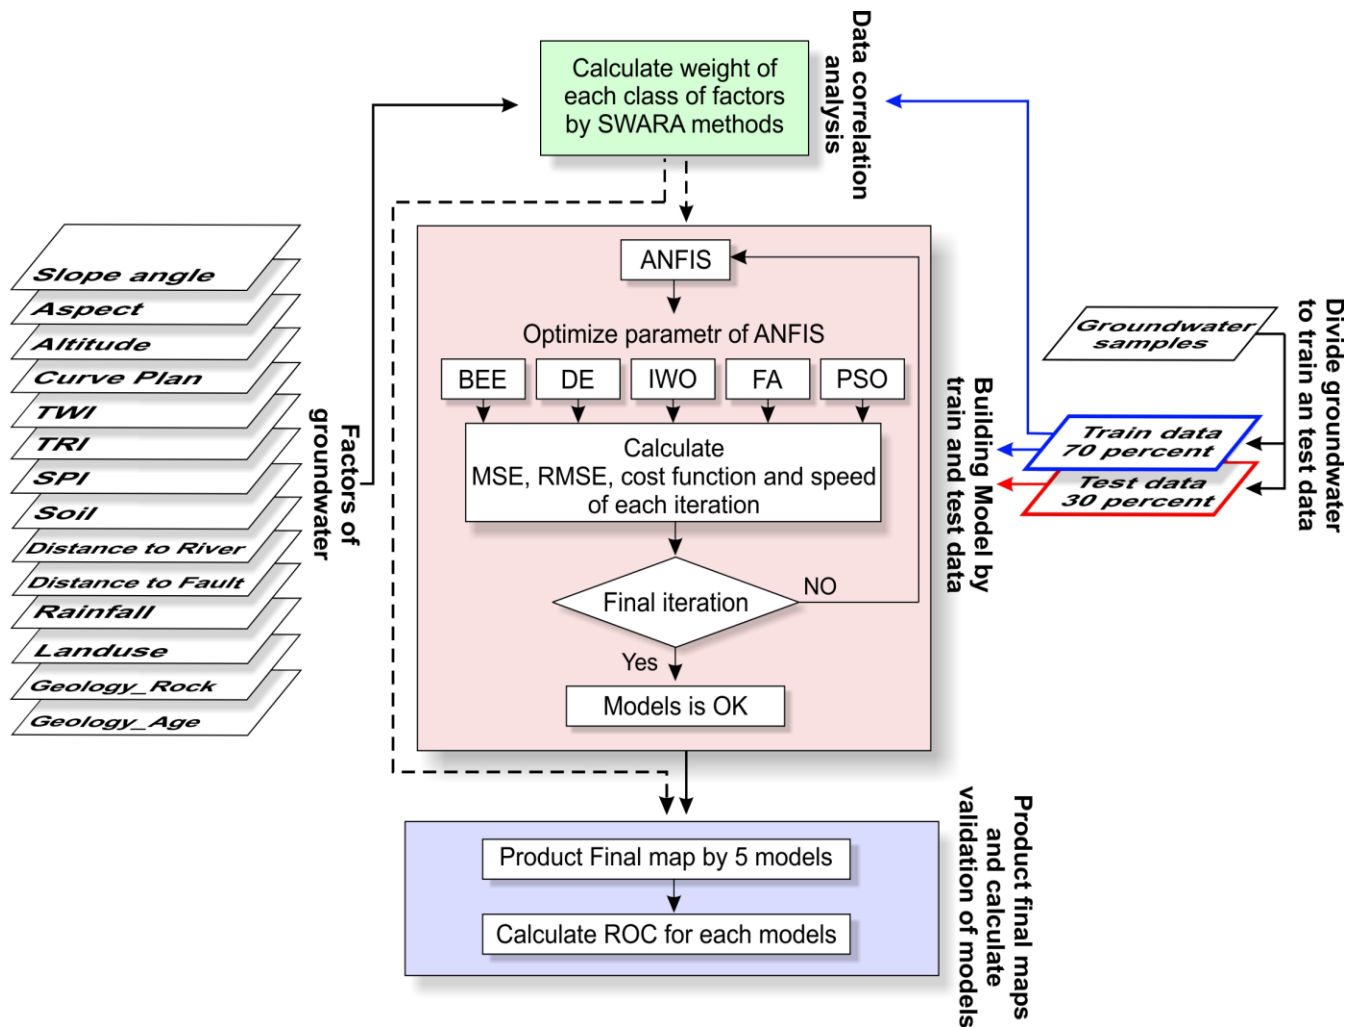 Calculate weight of
each class of factors
by SWARA methods
Data correlation
analysis
Slope angle
Aspect
Altitude
Curve Plan
TWI
TRI
SPI
Soil
Distance to River
Distance to Fault
Rainfall
Landuse
Geology_Rock
Geology_Age
Factors of
groundwater
ANFIS
Optimize parametr of ANFIS
BEE
DE
IWO
FA
PSO
Calculate
MSE, RMSE, cost function and speed
of each iteration
Final iteration
NO
Yes
Models is OK
Building Model by
train and test data
Groundwater
samples
Train data
70 percent
Test data
30 percent
Divide groundwater
to train an test data
Product Final map by 5 models
Calculate ROC for each models
Product final maps
and calculate
validation of models